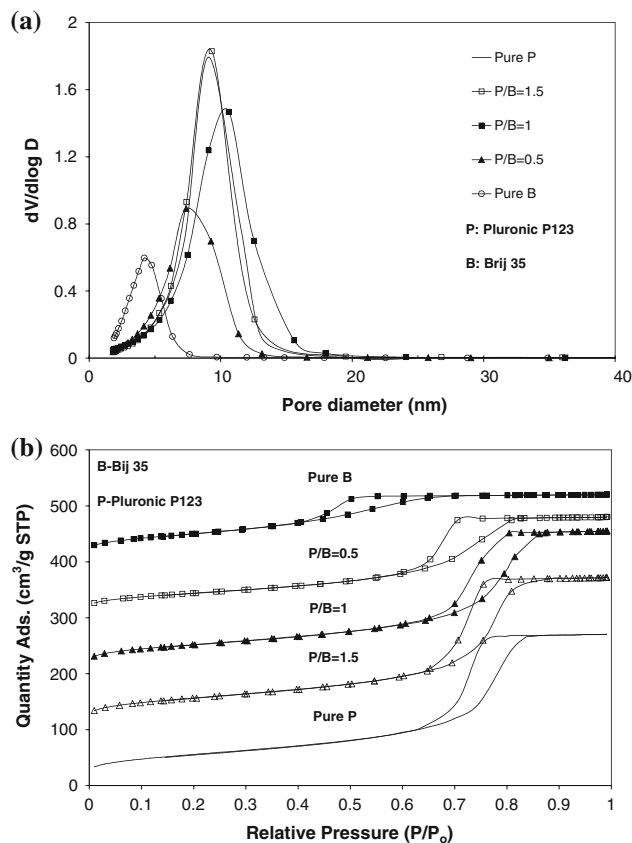 (a)
2
1.6
1.2
0.8
0.4
0
dV/dlog D
Pure P
P/B=1.5
P/B=1
P/B=0.5
Pure B
P: Pluronic P123
B: Brij 35
0 10 20 30 40
Pore diameter (nm)
(b)
600
500
400
300
200
100
0
Quantity Ads. (cm³/g STP)
B-Bij 35
P-Pluronic P123
Pure B
P/B=0.5
P/B=1
P/B=1.5
Pure P
0 0.1 0.2 0.3 0.4 0.5 0.6 0.7 0.8 0.9 1
Relative Pressure (P/Pₒ)